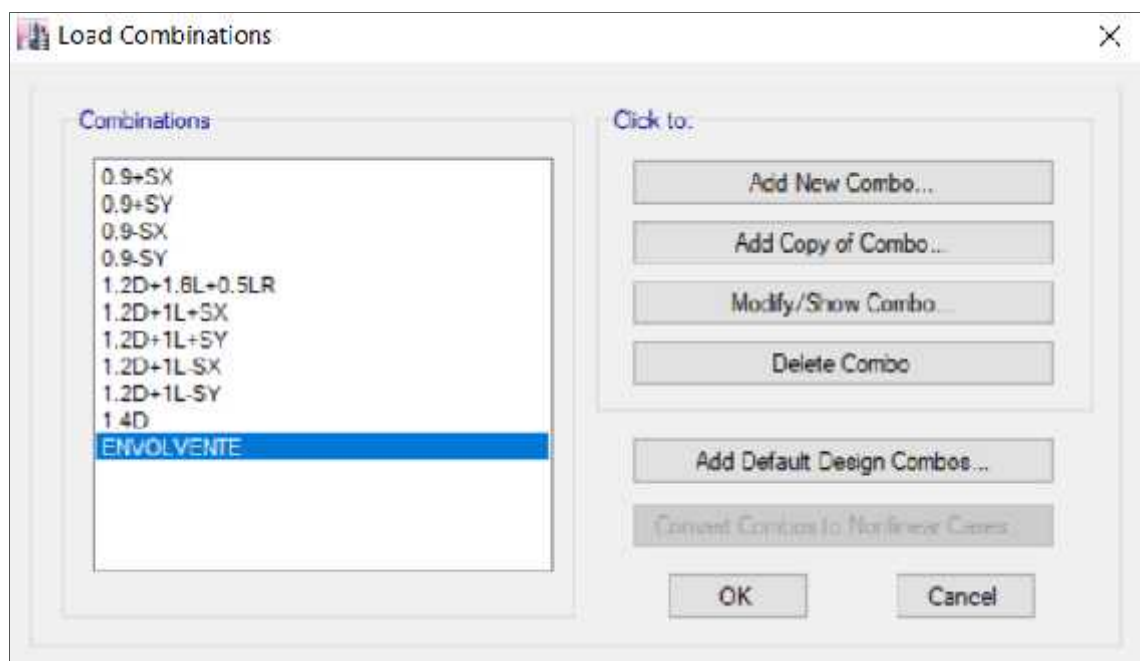 Load Combinations
Combinations
0.9+SX
0.9+SY
0.9-SX
0.9-SY
1.2D+1.6L+0.5LR
1.2D+1L+SX
1.2D+1L+SY
1.2D+1L-SX
1.2D+1L-SY
1.4D
ENVOLVENTE
Click to:
Add New Combo...
Add Copy of Combo...
Modify/Show Combo...
Delete Combo
Add Default Design Combos...
Convert Combos to Nonlinear Cases...
OK
Cancel